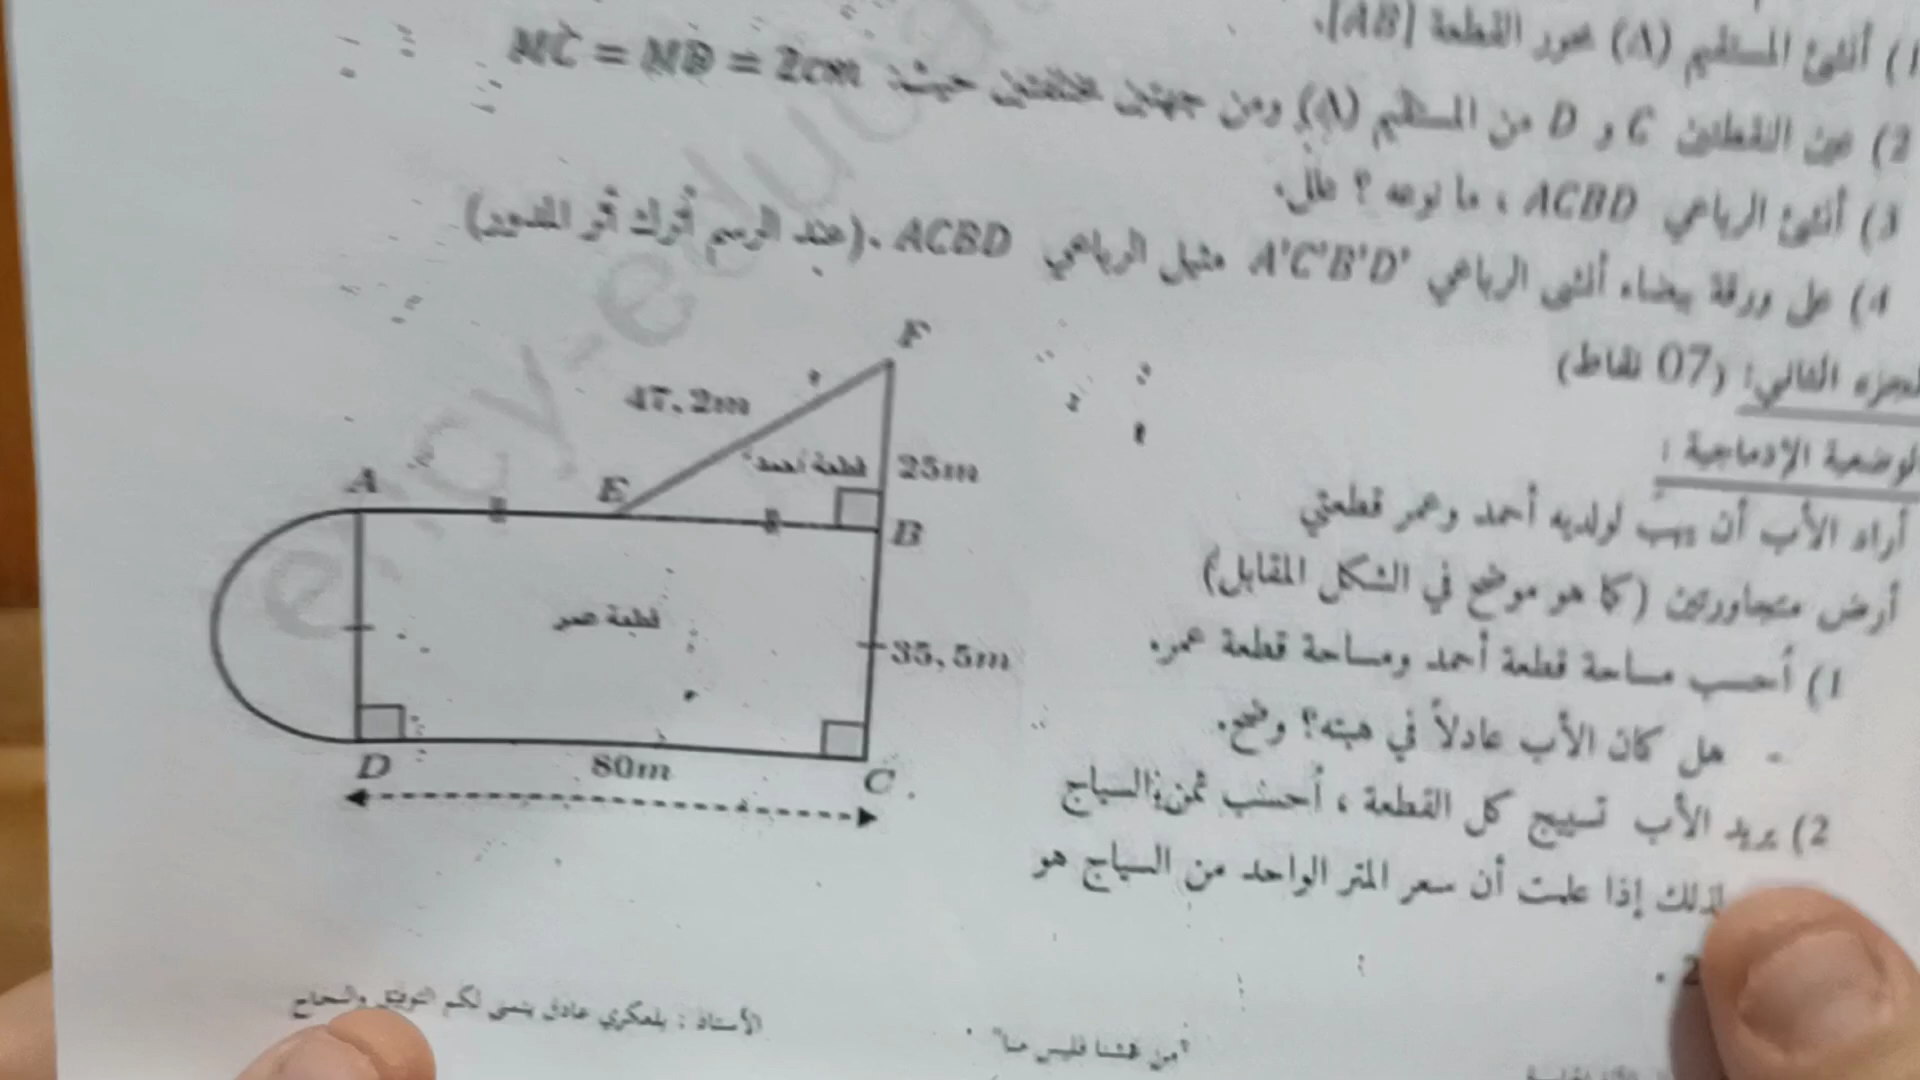 1) أنشئ المستقيم (Δ) محور القطعة [AB].
2) عين النقطتين C و D من المستقيم (Δ) ومن جهتين مختلفتين حيث: MC = MD = 2cm
3) أنشئ الرباعي ACBD ، ما نوعه ؟ علل.
4) على ورقة بيضاء أنشئ الرباعي A'C'B'D' مثيل الرباعي ACBD .(عند الرسم أترك أثر المدور)
الجزء الثاني: (07 نقاط)
الوضعية الإدماجية :
أراد الأب أن يهب لولديه أحمد وعمر قطعتي
أرض متجاورتين (كما هو موضح في الشكل المقابل)
1) أحسب مساحة قطعة أحمد ومساحة قطعة عمر.
- هل كان الأب عادلاً في هبته؟ وضح.
2) يريد الأب تسييج كل القطعة ، أحسب ثمن السياج
لذلك إذا علمت أن سعر المتر الواحد من السياج هو
F
47,2m
قطعة أحمد
25m
A
E
B
قطعة عمر
35,5m
D
80m
C
"من غشنا فليس منا"
الأستاذ : بلعكري عادل يتمنى لكم التوفيق والنجاح
ency-edu